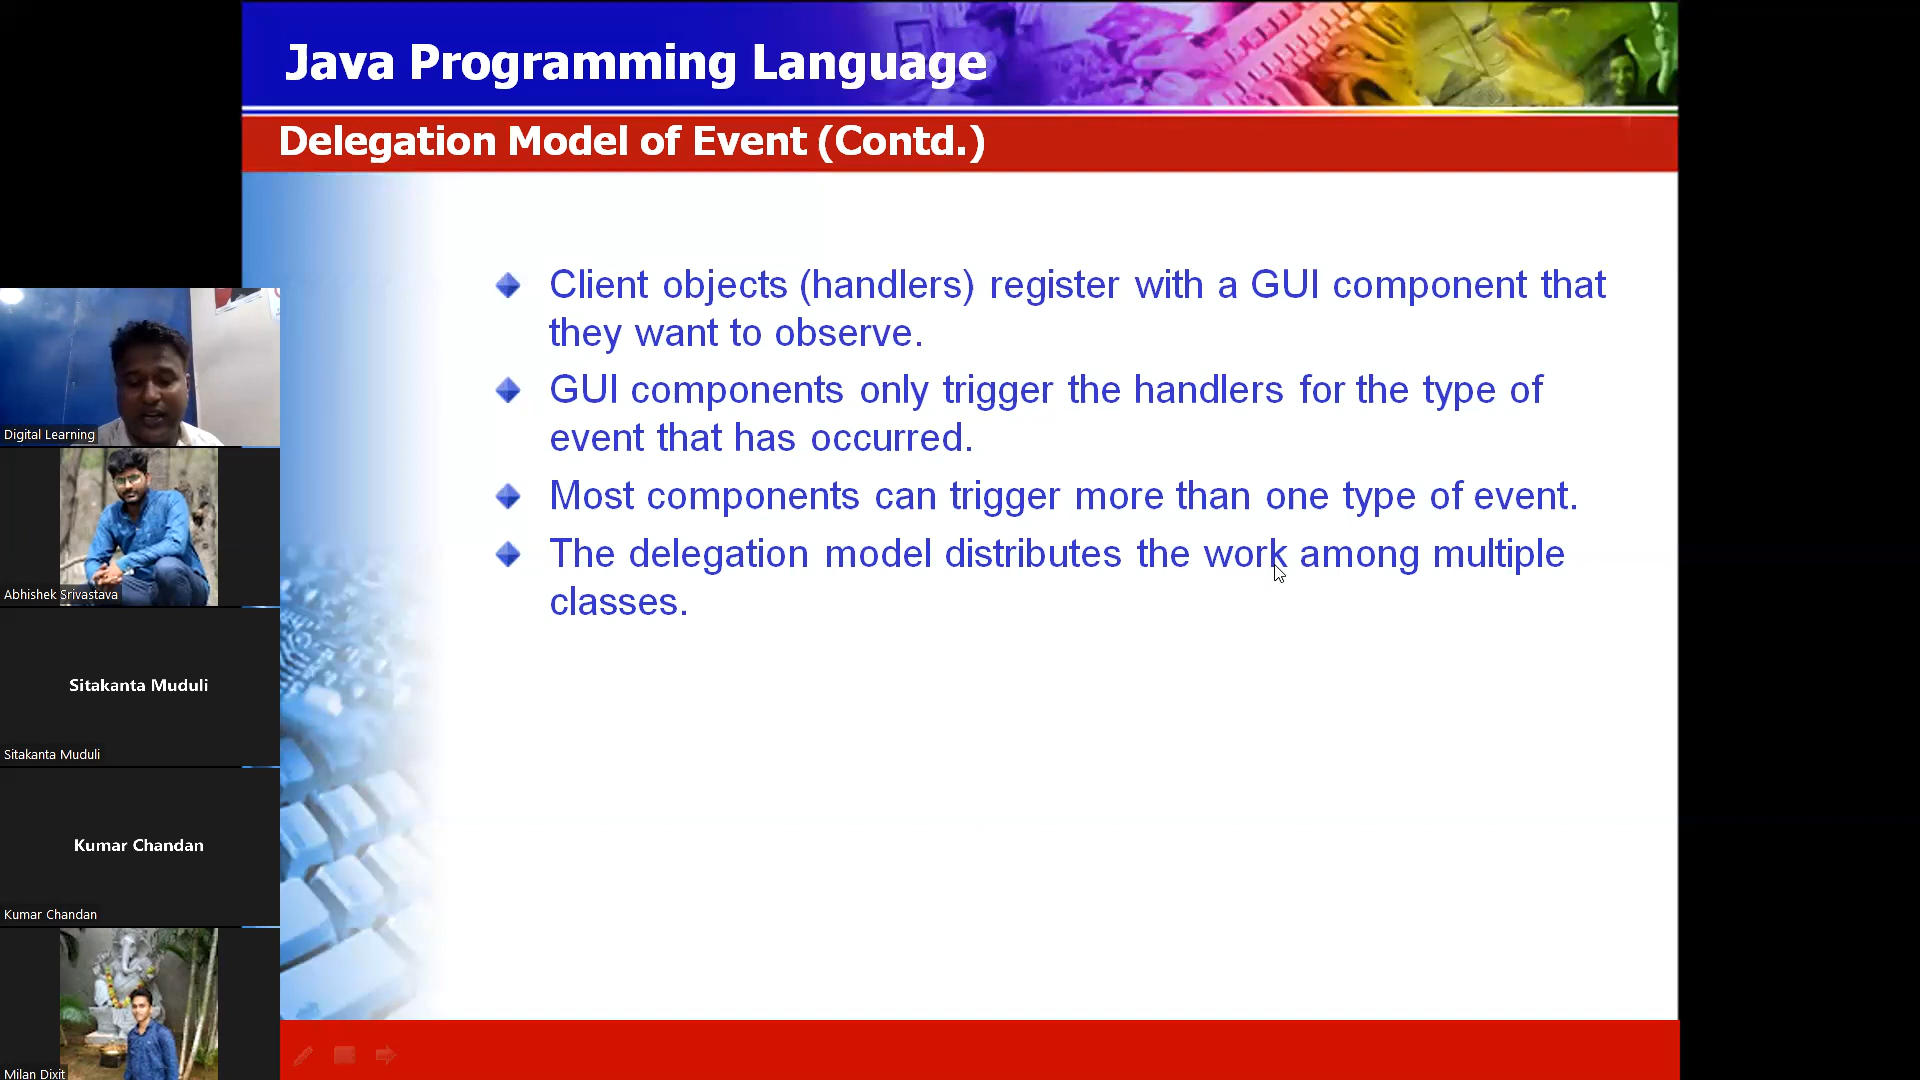 Java Programming Language
Delegation Model of Event (Contd.)
Client objects (handlers) register with a GUI component that
they want to observe.
GUI components only trigger the handlers for the type of
event that has occurred.
Most components can trigger more than one type of event.
The delegation model distributes the work among multiple
classes.
Digital Learning
Abhishek Srivastava
Sitakanta Muduli
Sitakanta Muduli
Kumar Chandan
Kumar Chandan
Milan Dixit